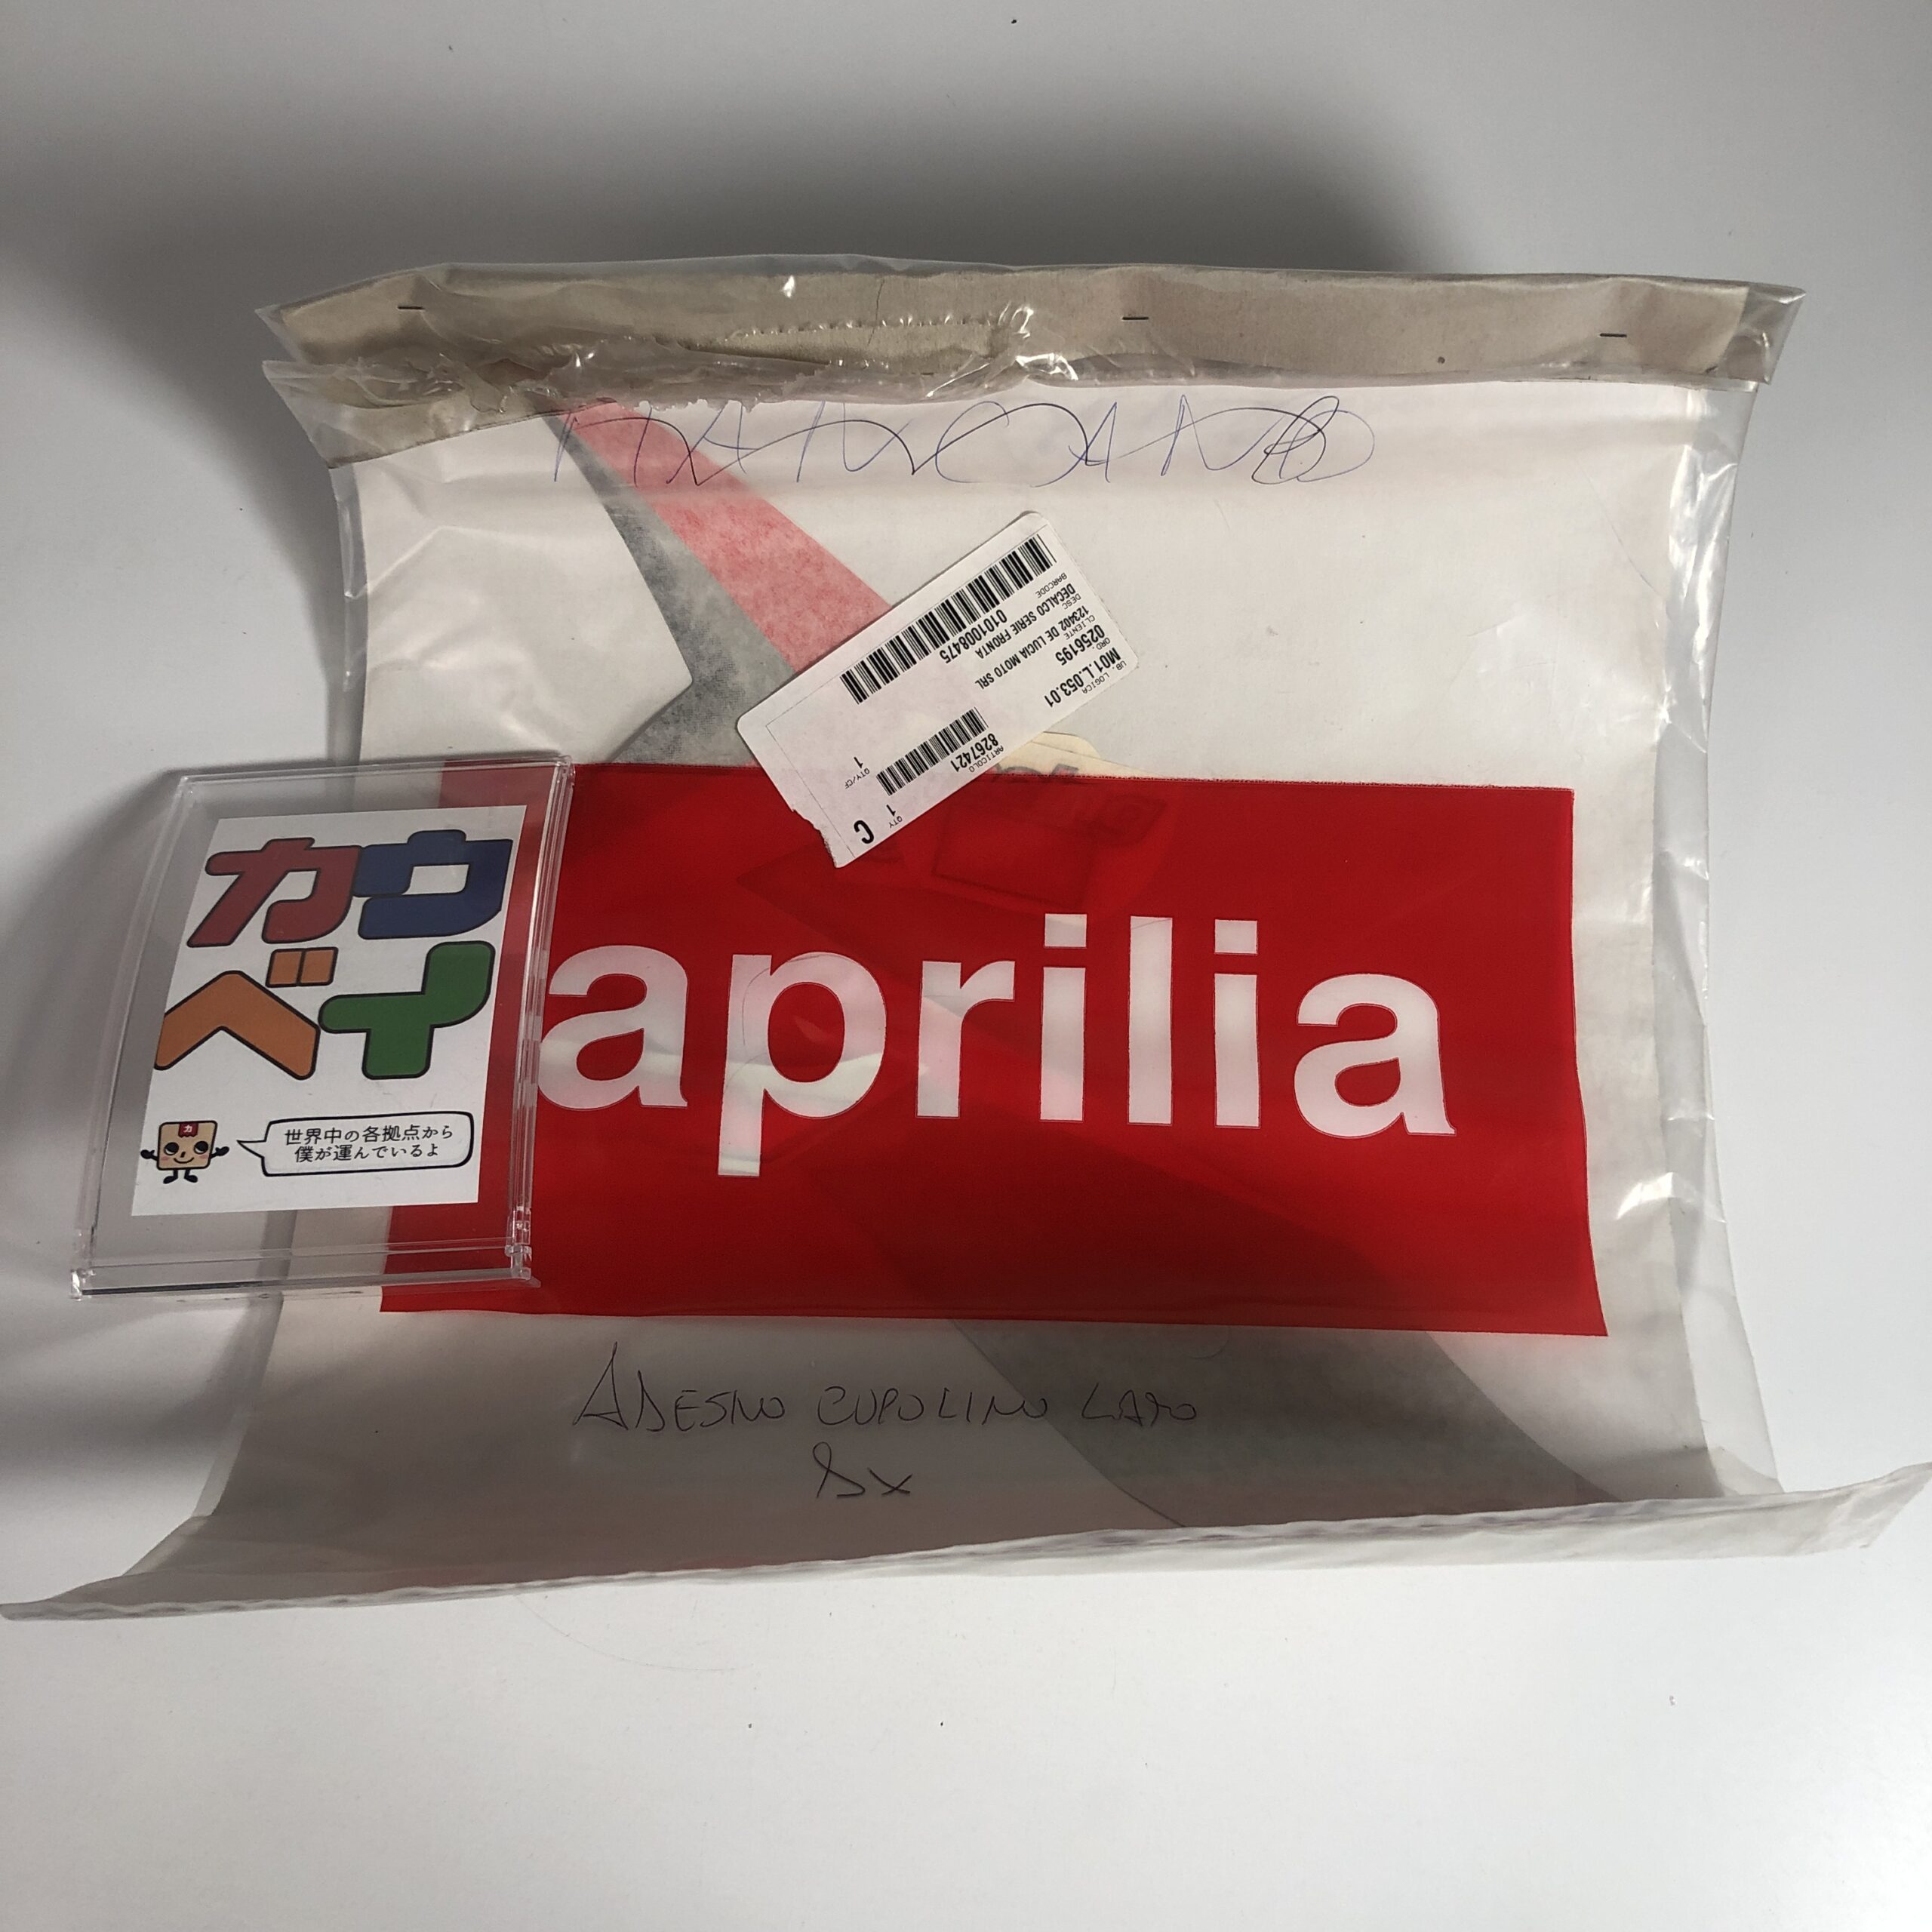 MANCANO
BARCODE
0101008475
DESC
DECALCO SERIE FRONTA
CLIENTE
123402 DE LUCIA MOTO SRL
ORD.
0256195
UB. LOGICA
M01.L.053.01
ARTICOLO
8267421
QTY/CF
1
QTY
1
C
カウ
ベイ
カ
世界中の各拠点から
僕が運んでいるよ
aprilia
ADESIVO CUPOLINO LATO
DX